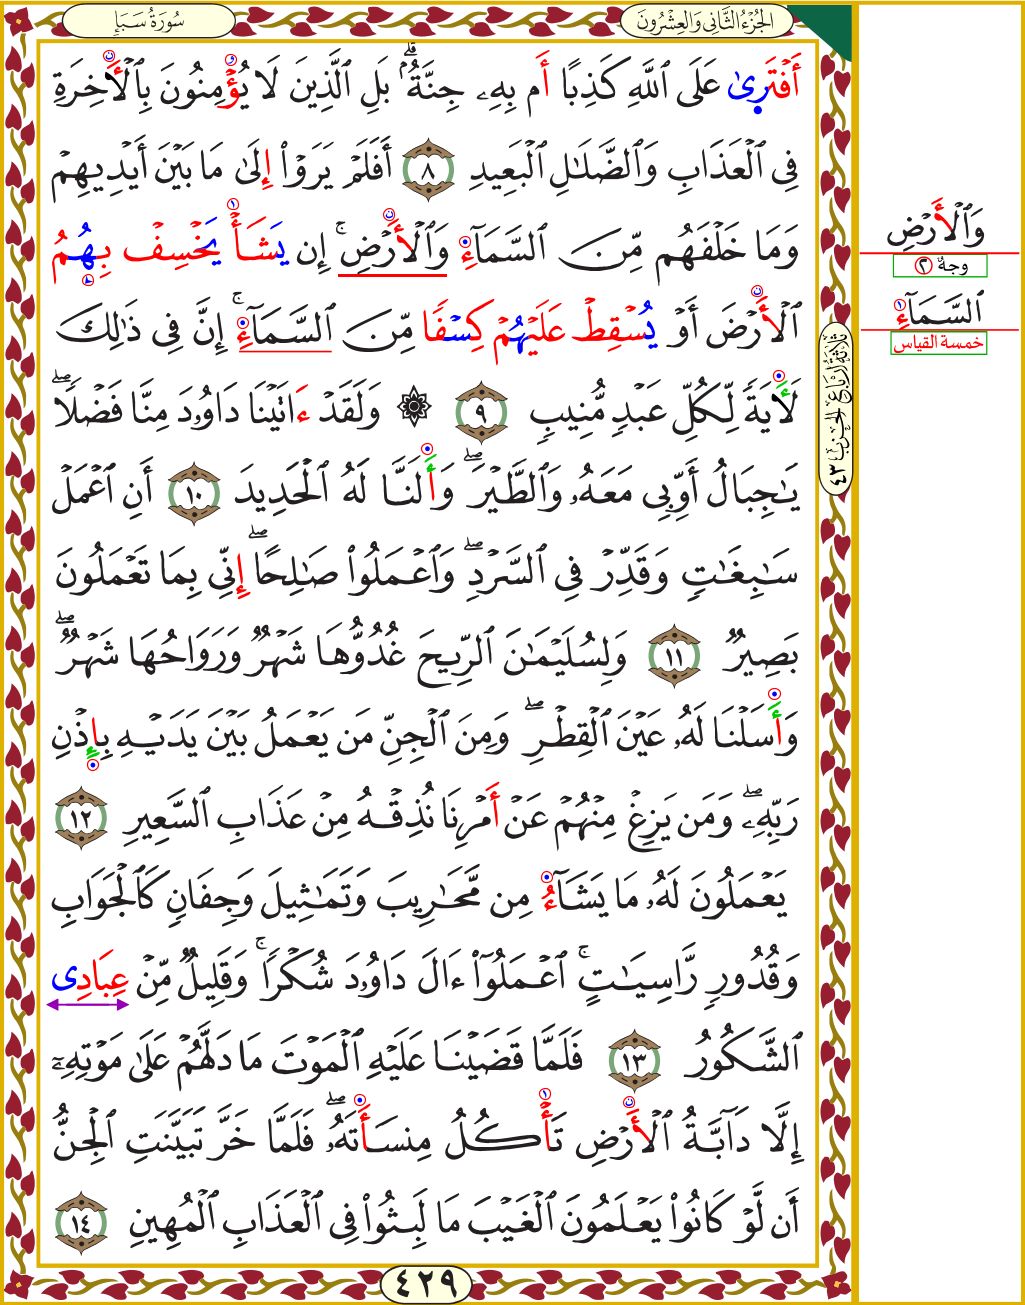 الجُزْءُ الثَّانِي وَالعِشْرُونَ
سُورَةُ سَبَإٍ
أَفۡتَرَىٰ عَلَى ٱللَّهِ كَذِبًا أَم بِهِۦ جِنَّةُۢۗ بَلِ ٱلَّذِينَ لَا يُؤۡمِنُونَ بِٱلۡأٓخِرَةِ
فِي ٱلۡعَذَابِ وَٱلضَّلَٰلِ ٱلۡبَعِيدِ ٨ أَفَلَمۡ يَرَوۡاْ إِلَىٰ مَا بَيۡنَ أَيۡدِيهِمۡ
وَمَا خَلۡفَهُم مِّنَ ٱلسَّمَآءِ وَٱلۡأَرۡضِۚ إِن يَشَأۡ يَخۡسِفۡ بِهُمُ
ٱلۡأَرۡضَ أَوۡ يُسۡقِطۡ عَلَيۡهُمۡ كِسۡفٗا مِّنَ ٱلسَّمَآءِۚ إِنَّ فِي ذَٰلِكَ
لَأٓيَةٗ لِّكُلِّ عَبۡدٖ مُّنِيبٖ ٩ ۞ وَلَقَدۡ ءَاتَيۡنَا دَاوُۥدَ مِنَّا فَضۡلٗاۖ
يَٰجِبَالُ أَوِّبِي مَعَهُۥ وَٱلطَّيۡرَۖ وَأَلَنَّا لَهُ ٱلۡحَدِيدَ ١٠ أَنِ ٱعۡمَلۡ
سَٰبِغَٰتٖ وَقَدِّرۡ فِي ٱلسَّرۡدِۖ وَٱعۡمَلُواْ صَٰلِحًاۖ إِنِّي بِمَا تَعۡمَلُونَ
بَصِيرٞ ١١ وَلِسُلَيۡمَٰنَ ٱلرِّيحَ غُدُوُّهَا شَهۡرٞ وَرَوَاحُهَا شَهۡرٞۖ
وَأَسَلۡنَا لَهُۥ عَيۡنَ ٱلۡقِطۡرِۖ وَمِنَ ٱلۡجِنِّ مَن يَعۡمَلُ بَيۡنَ يَدَيۡهِ بِإِذۡنِ
رَبِّهِۦۖ وَمَن يَزِغۡ مِنۡهُمۡ عَنۡ أَمۡرِنَا نُذِقۡهُ مِنۡ عَذَابِ ٱلسَّعِيرِ ١٢
يَعۡمَلُونَ لَهُۥ مَا يَشَآءُ مِن مَّحَٰرِيبَ وَتَمَٰثِيلَ وَجِفَانٖ كَٱلۡجَوَابِ
وَقُدُورٖ رَّاسِيَٰتٍۚ ٱعۡمَلُوٓاْ ءَالَ دَاوُۥدَ شُكۡرٗاۚ وَقَلِيلٞ مِّنۡ عِبَادِي
ٱلشَّكُورُ ١٣ فَلَمَّا قَضَيۡنَا عَلَيۡهِ ٱلۡمَوۡتَ مَا دَلَّهُمۡ عَلَىٰ مَوۡتِهِۦٓ
إِلَّا دَآبَّةُ ٱلۡأَرۡضِ تَأۡكُلُ مِنسَأَتَهُۥۖ فَلَمَّا خَرَّ تَبَيَّنَتِ ٱلۡجِنُّ
أَن لَّوۡ كَانُواْ يَعۡلَمُونَ ٱلۡغَيۡبَ مَا لَبِثُواْ فِي ٱلۡعَذَابِ ٱلۡمُهِينِ ١٤
٤٢٩
وَٱلۡأَرۡضِ
٢ وجهٌ
ٱلسَّمَآءِ
خمسة القياس
ثَلَاثَةُ أَرْبَاعِ الحِزْب ٤٣